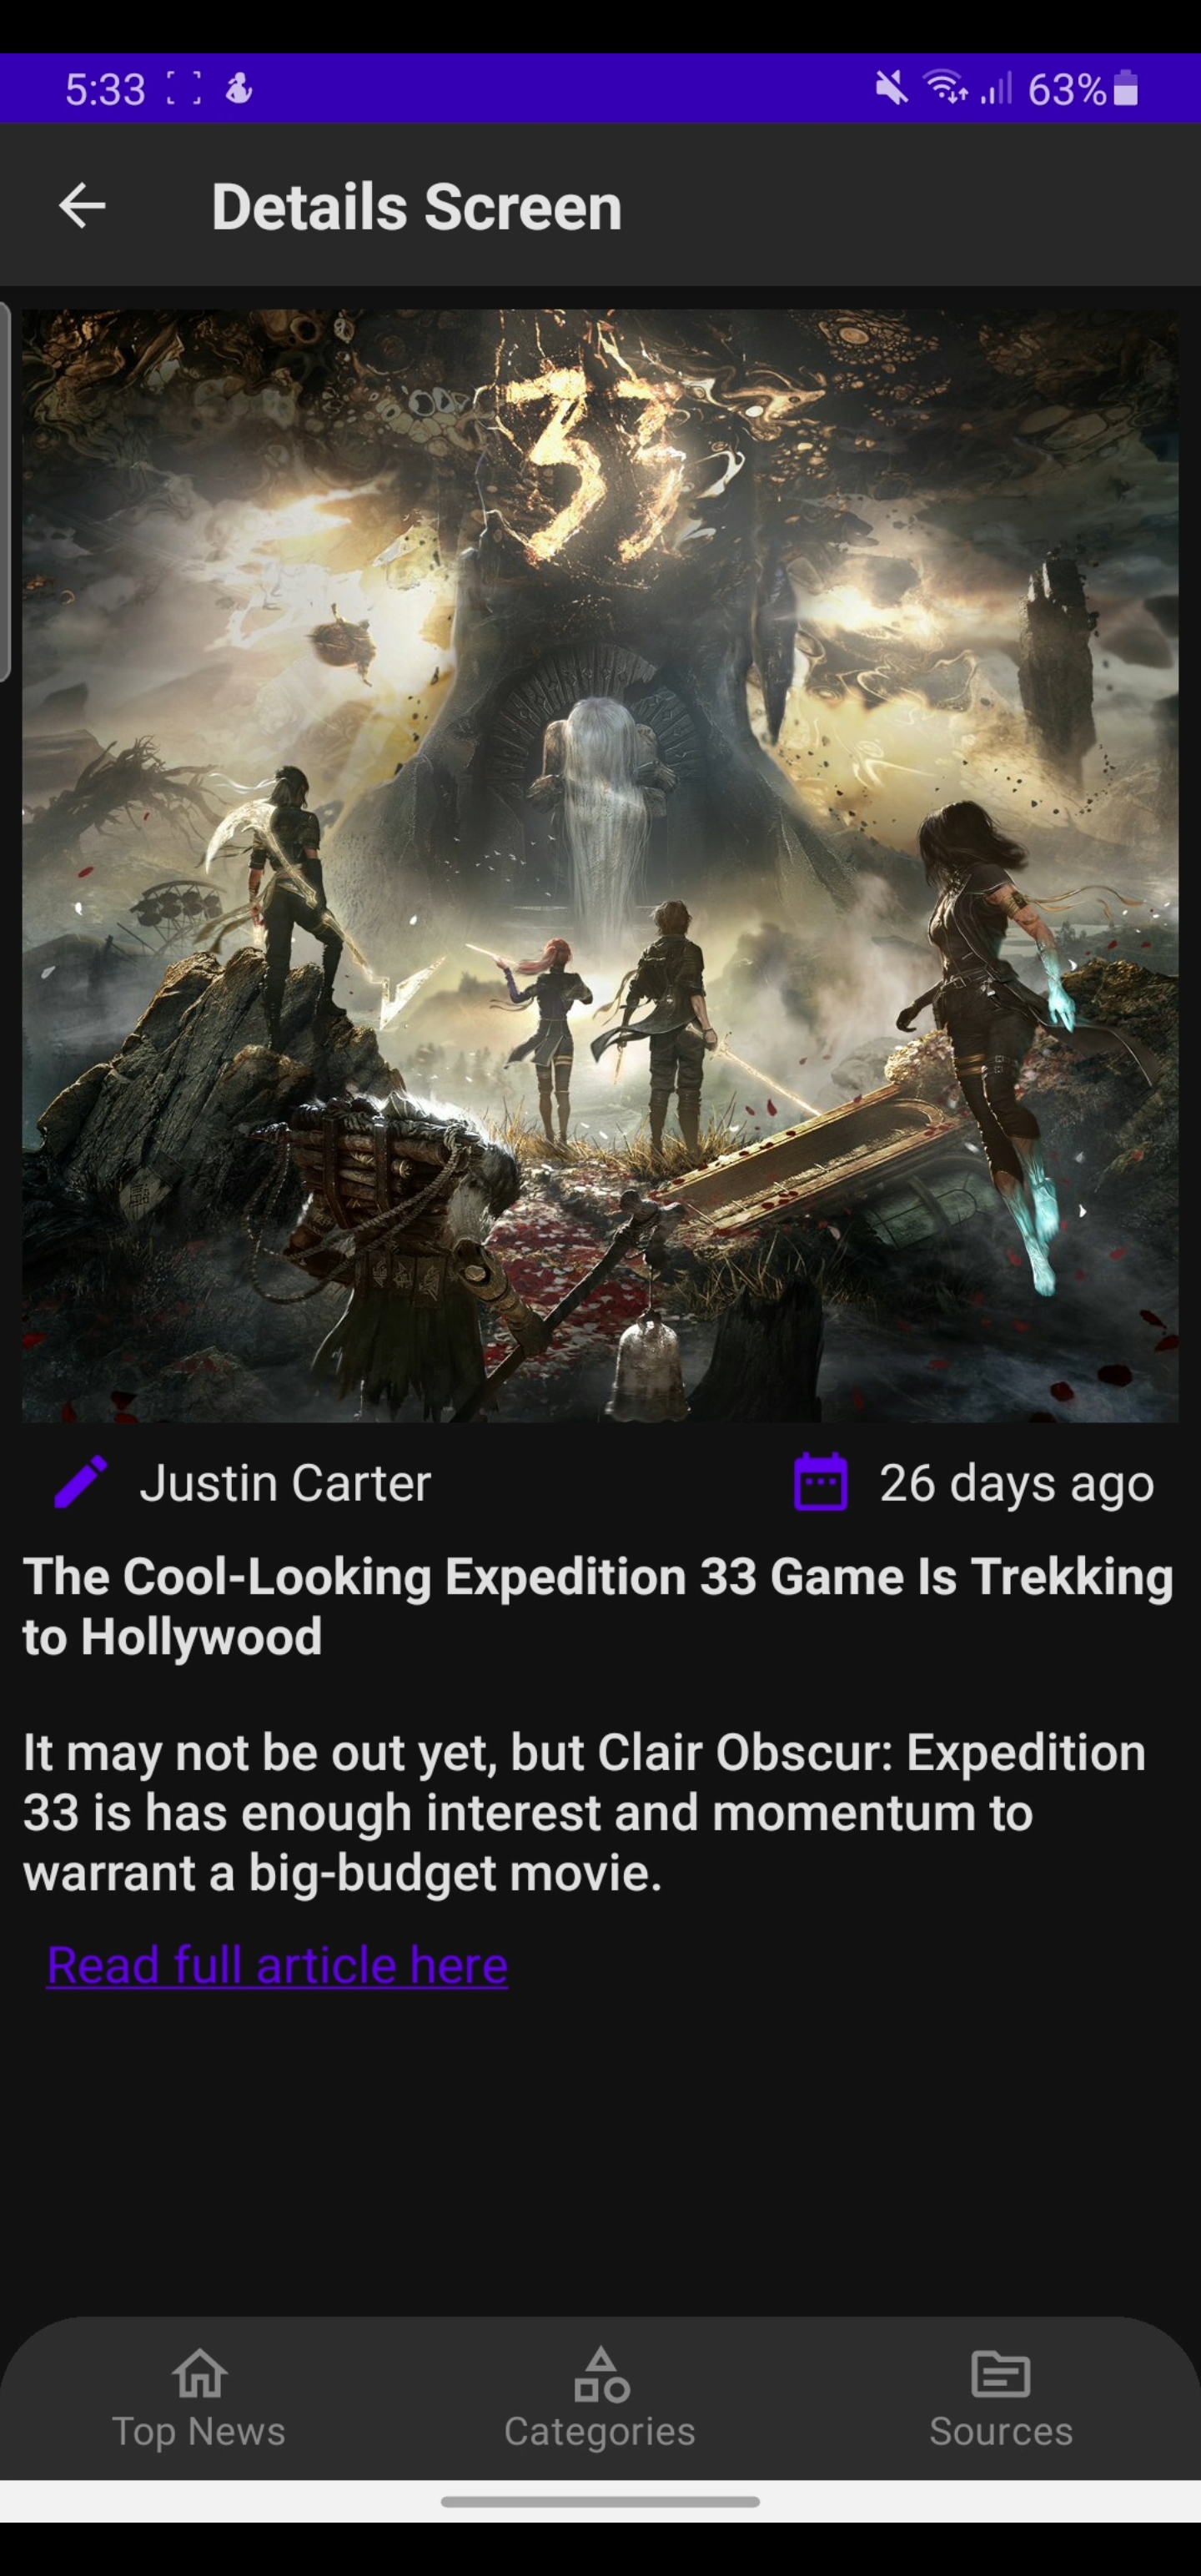 5:33
63%
Details Screen
33
Justin Carter
26 days ago
The Cool-Looking Expedition 33 Game Is Trekking
to Hollywood
It may not be out yet, but Clair Obscur: Expedition
33 is has enough interest and momentum to
warrant a big-budget movie.
Read full article here
Top News
Categories
Sources